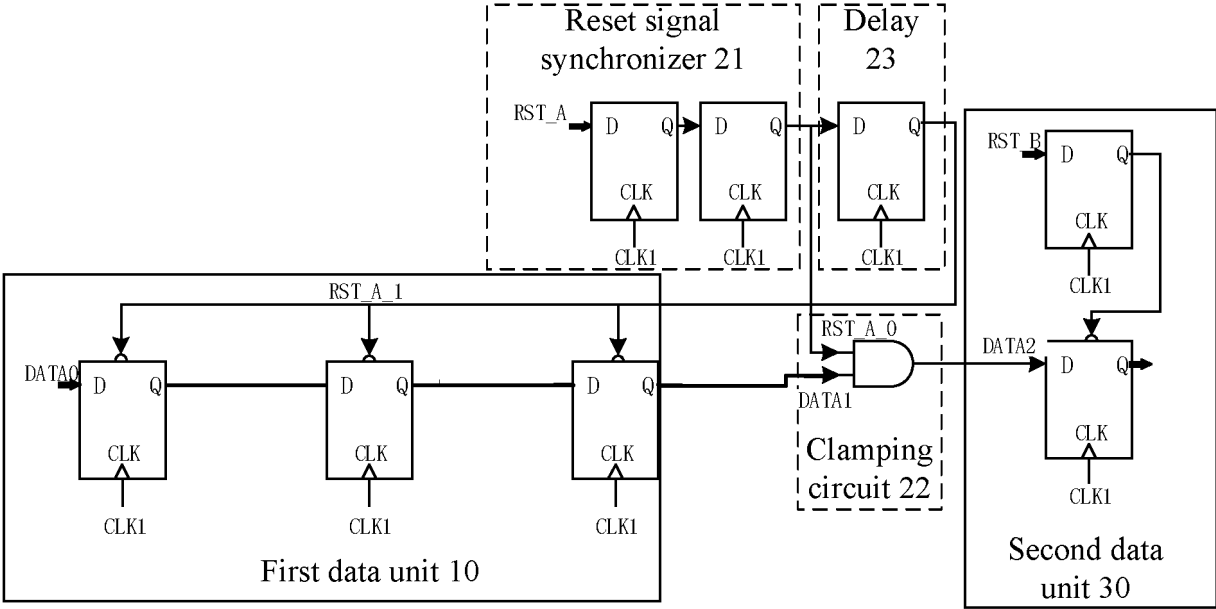 Reset signal
synchronizer 21
Delay
23
RST_A
D Q
CLK
CLK1
D Q
CLK
CLK1
D Q
CLK
CLK1
RST_B
D Q
CLK
CLK1
RST_A_1
DATA0
D Q
CLK
CLK1
D Q
CLK
CLK1
D Q
CLK
CLK1
First data unit 10
RST_A_0
DATA1
Clamping
circuit 22
DATA2
D Q
CLK
CLK1
Second data
unit 30